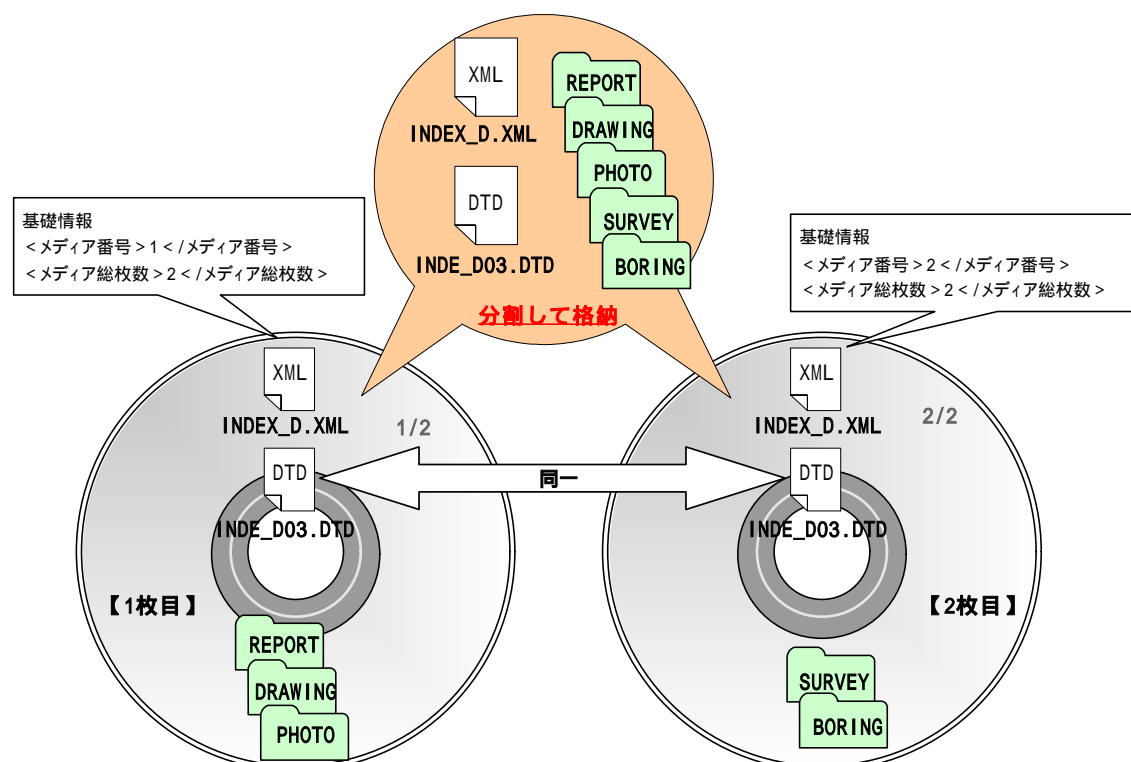 XML
INDEX_D.XML
DTD
INDE_D03.DTD
REPORT
DRAWING
PHOTO
SURVEY
BORING
分割して格納
基礎情報
<メディア番号>1</メディア番号>
<メディア総枚数>2</メディア総枚数>
基礎情報
<メディア番号>2</メディア番号>
<メディア総枚数>2</メディア総枚数>
XML
INDEX_D.XML
1/2
DTD
INDE_D03.DTD
【1枚目】
REPORT
DRAWING
PHOTO
同一
XML
INDEX_D.XML
2/2
DTD
INDE_D03.DTD
【2枚目】
SURVEY
BORING